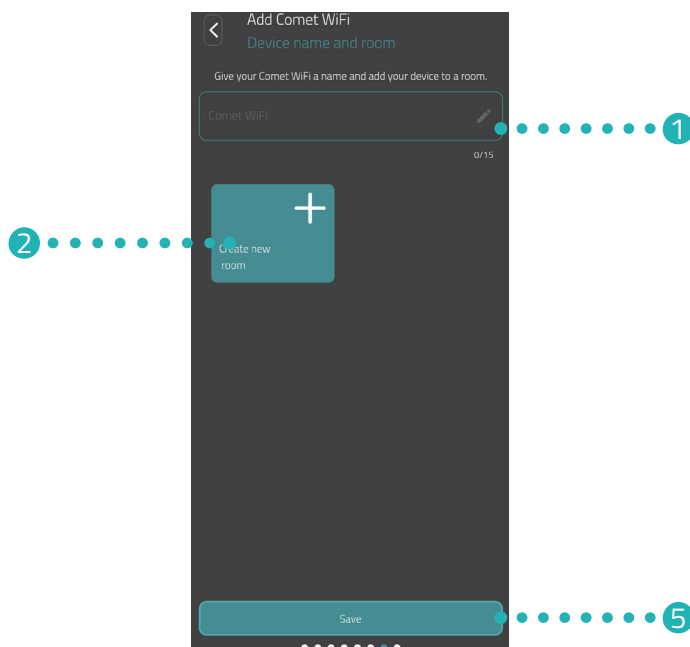 Add Comet WiFi
Device name and room
Give your Comet WiFi a name and add your device to a room.
Comet WiFi
1
0/15
2
Create new
room
Save
5